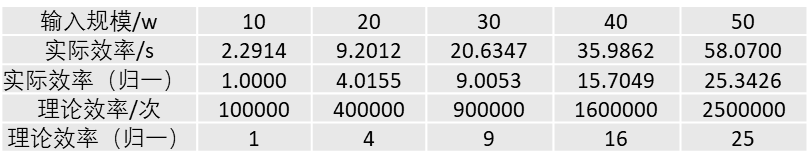 输入规模/w 10 20 30 40 50
实际效率/s 2.2914 9.2012 20.6347 35.9862 58.0700
实际效率（归一） 1.0000 4.0155 9.0053 15.7049 25.3426
理论效率/次 100000 400000 900000 1600000 2500000
理论效率（归一） 1 4 9 16 25